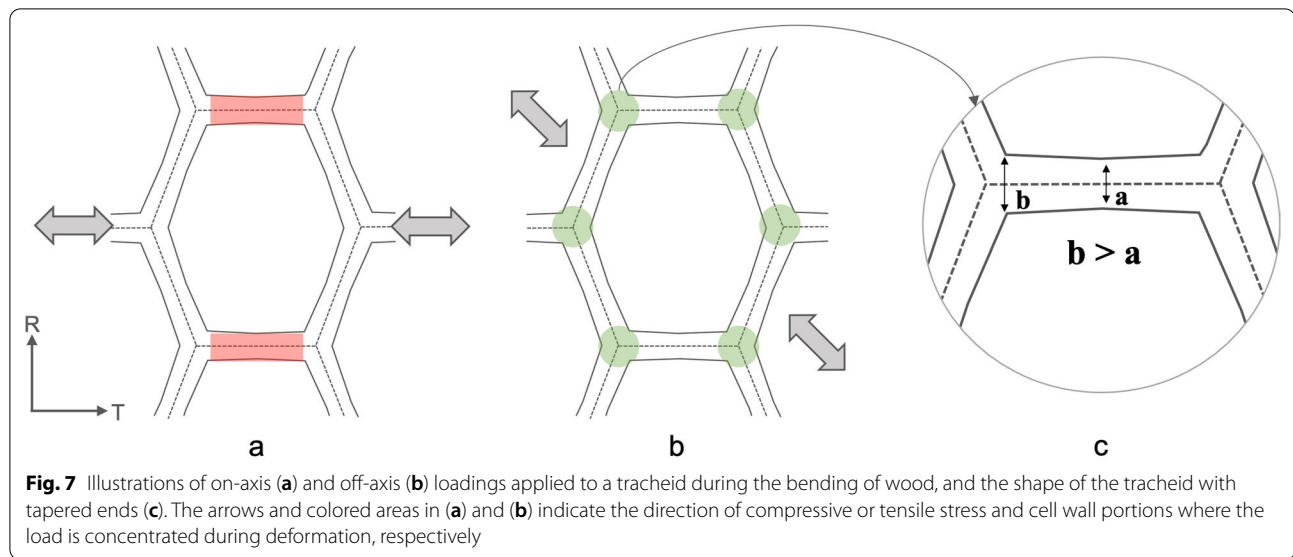 R
T
a
b
b
a
b > a
c
Fig. 7 Illustrations of on-axis (a) and off-axis (b) loadings applied to a tracheid during the bending of wood, and the shape of the tracheid with
tapered ends (c). The arrows and colored areas in (a) and (b) indicate the direction of compressive or tensile stress and cell wall portions where the
load is concentrated during deformation, respectively